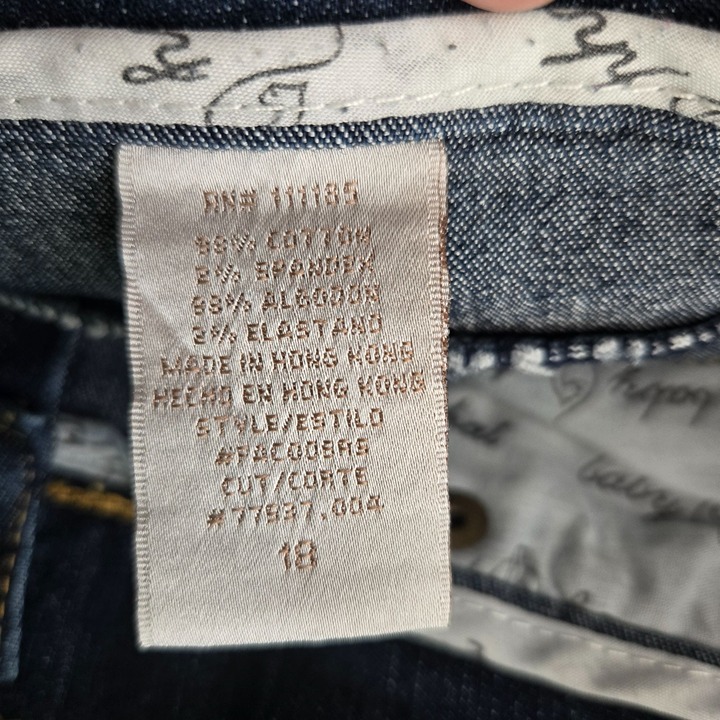 RN# 111185
98% COTTON
2% SPANDEX
98% ALGODON
2% ELASTANO
MADE IN HONG KONG
HECHO EN HONG KONG
STYLE/ESTILO
CUT/CORTE
#77937.004
18
baby